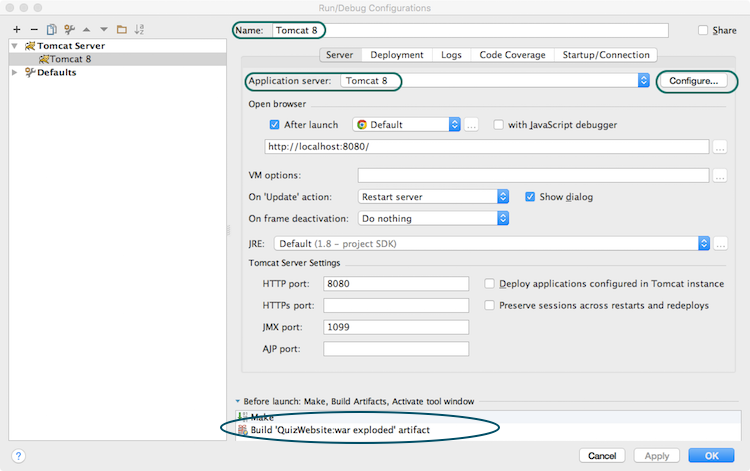 Run/Debug Configurations
Name: Tomcat 8
Share
Tomcat Server
Tomcat 8
Defaults
Server Deployment Logs Code Coverage Startup/Connection
Application server: Tomcat 8 Configure...
Open browser
After launch Default ... with JavaScript debugger
http://localhost:8080/ ...
VM options: ...
On 'Update' action: Restart server Show dialog
On frame deactivation: Do nothing
JRE: Default (1.8 - project SDK) ...
Tomcat Server Settings
HTTP port: 8080 Deploy applications configured in Tomcat instance
HTTPs port: Preserve sessions across restarts and redeploys
JMX port: 1099
AJP port:
Before launch: Make, Build Artifacts, Activate tool window
Make
Build 'QuizWebsite:war exploded' artifact
? Cancel Apply OK